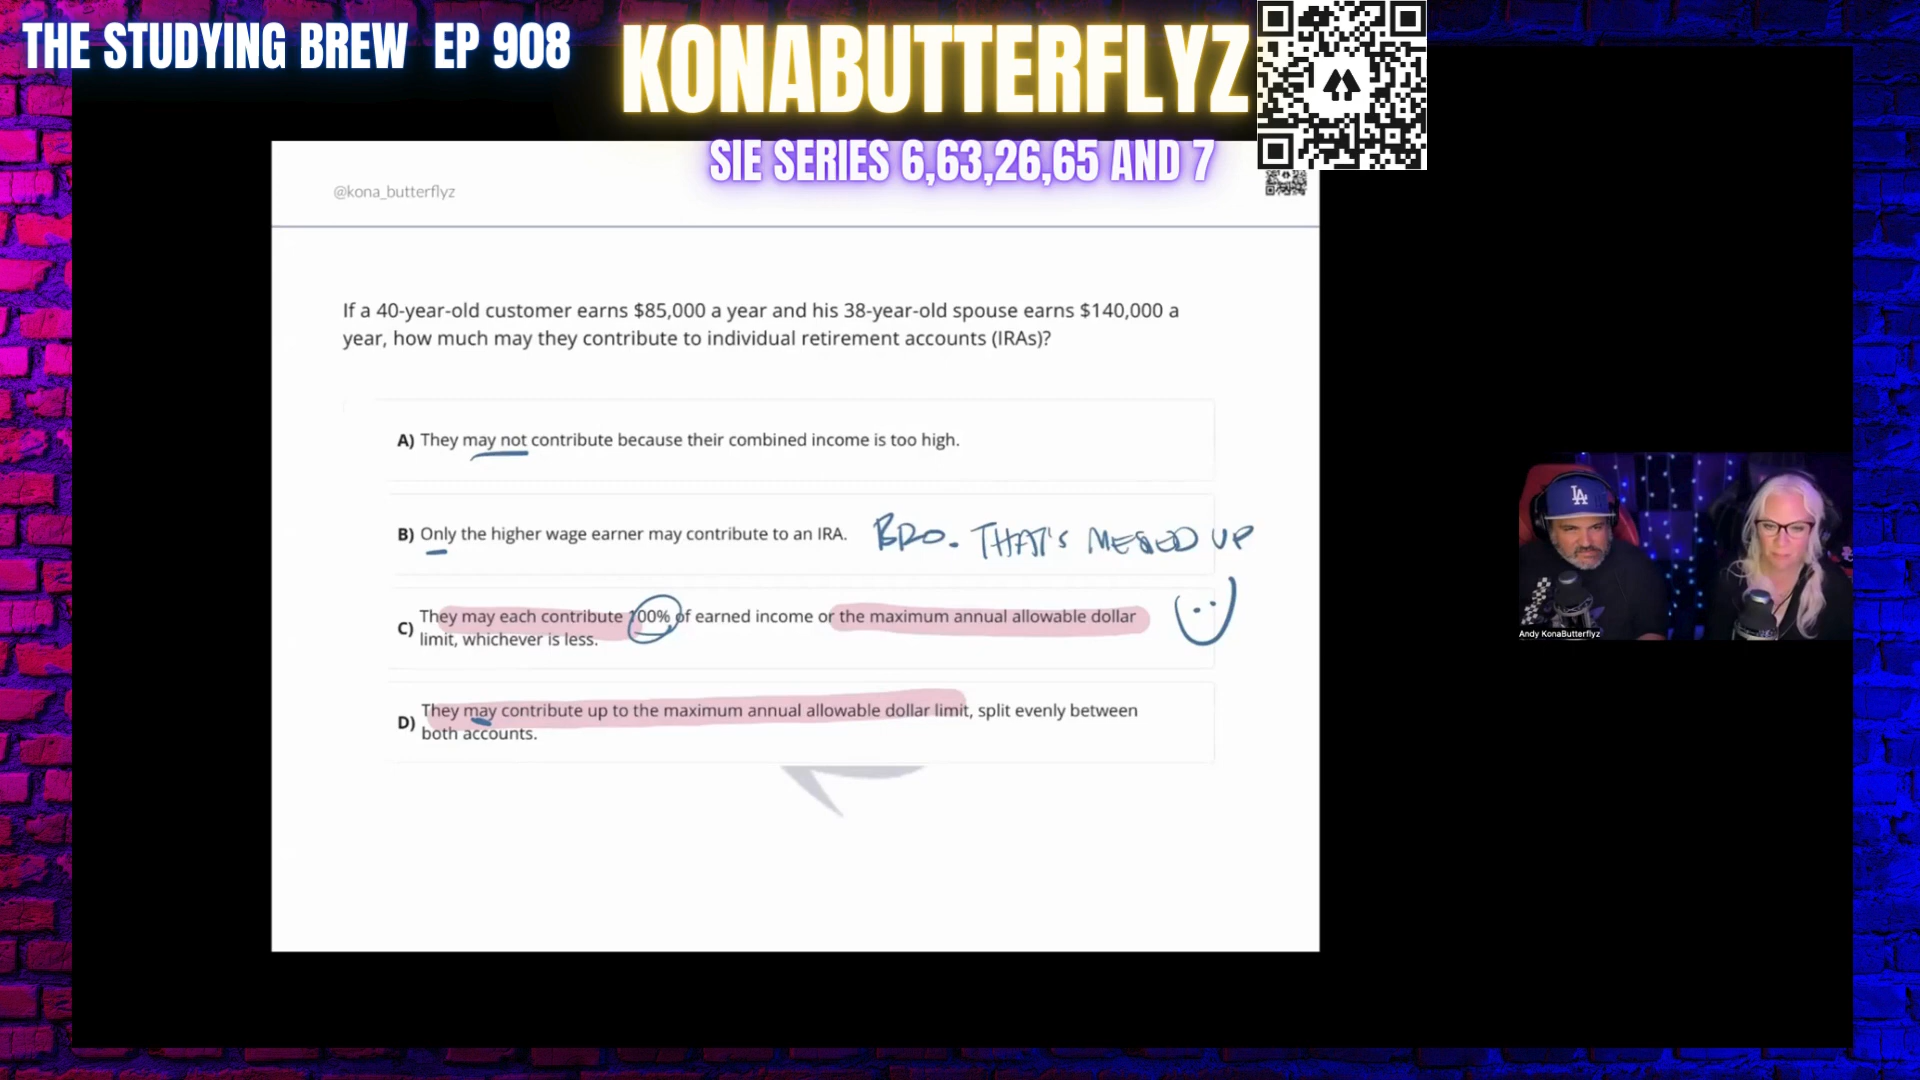 THE STUDYING BREW EP 908
KONABUTTERFLYZ
SIE SERIES 6,63,26,65 AND 7
@kona_butterflyz
If a 40-year-old customer earns $85,000 a year and his 38-year-old spouse earns $140,000 a
year, how much may they contribute to individual retirement accounts (IRAs)?
A) They may not contribute because their combined income is too high.
B) Only the higher wage earner may contribute to an IRA.
BRO. THAT'S MESSED UP
C) They may each contribute 100% of earned income or the maximum annual allowable dollar
limit, whichever is less.
D) They may contribute up to the maximum annual allowable dollar limit, split evenly between
both accounts.
LA
Andy KonaButterflyz